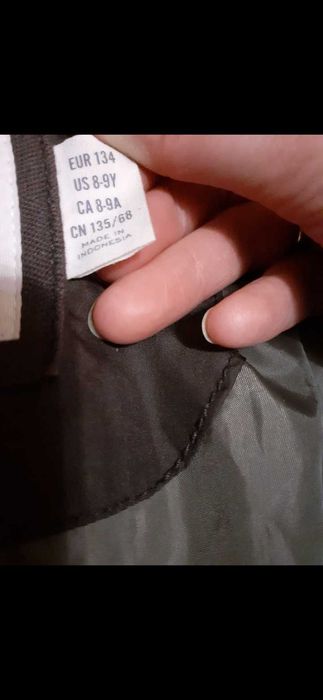 EUR 134
US 8-9Y
CA 8-9A
CN 135/68
MADE IN
INDONESIA